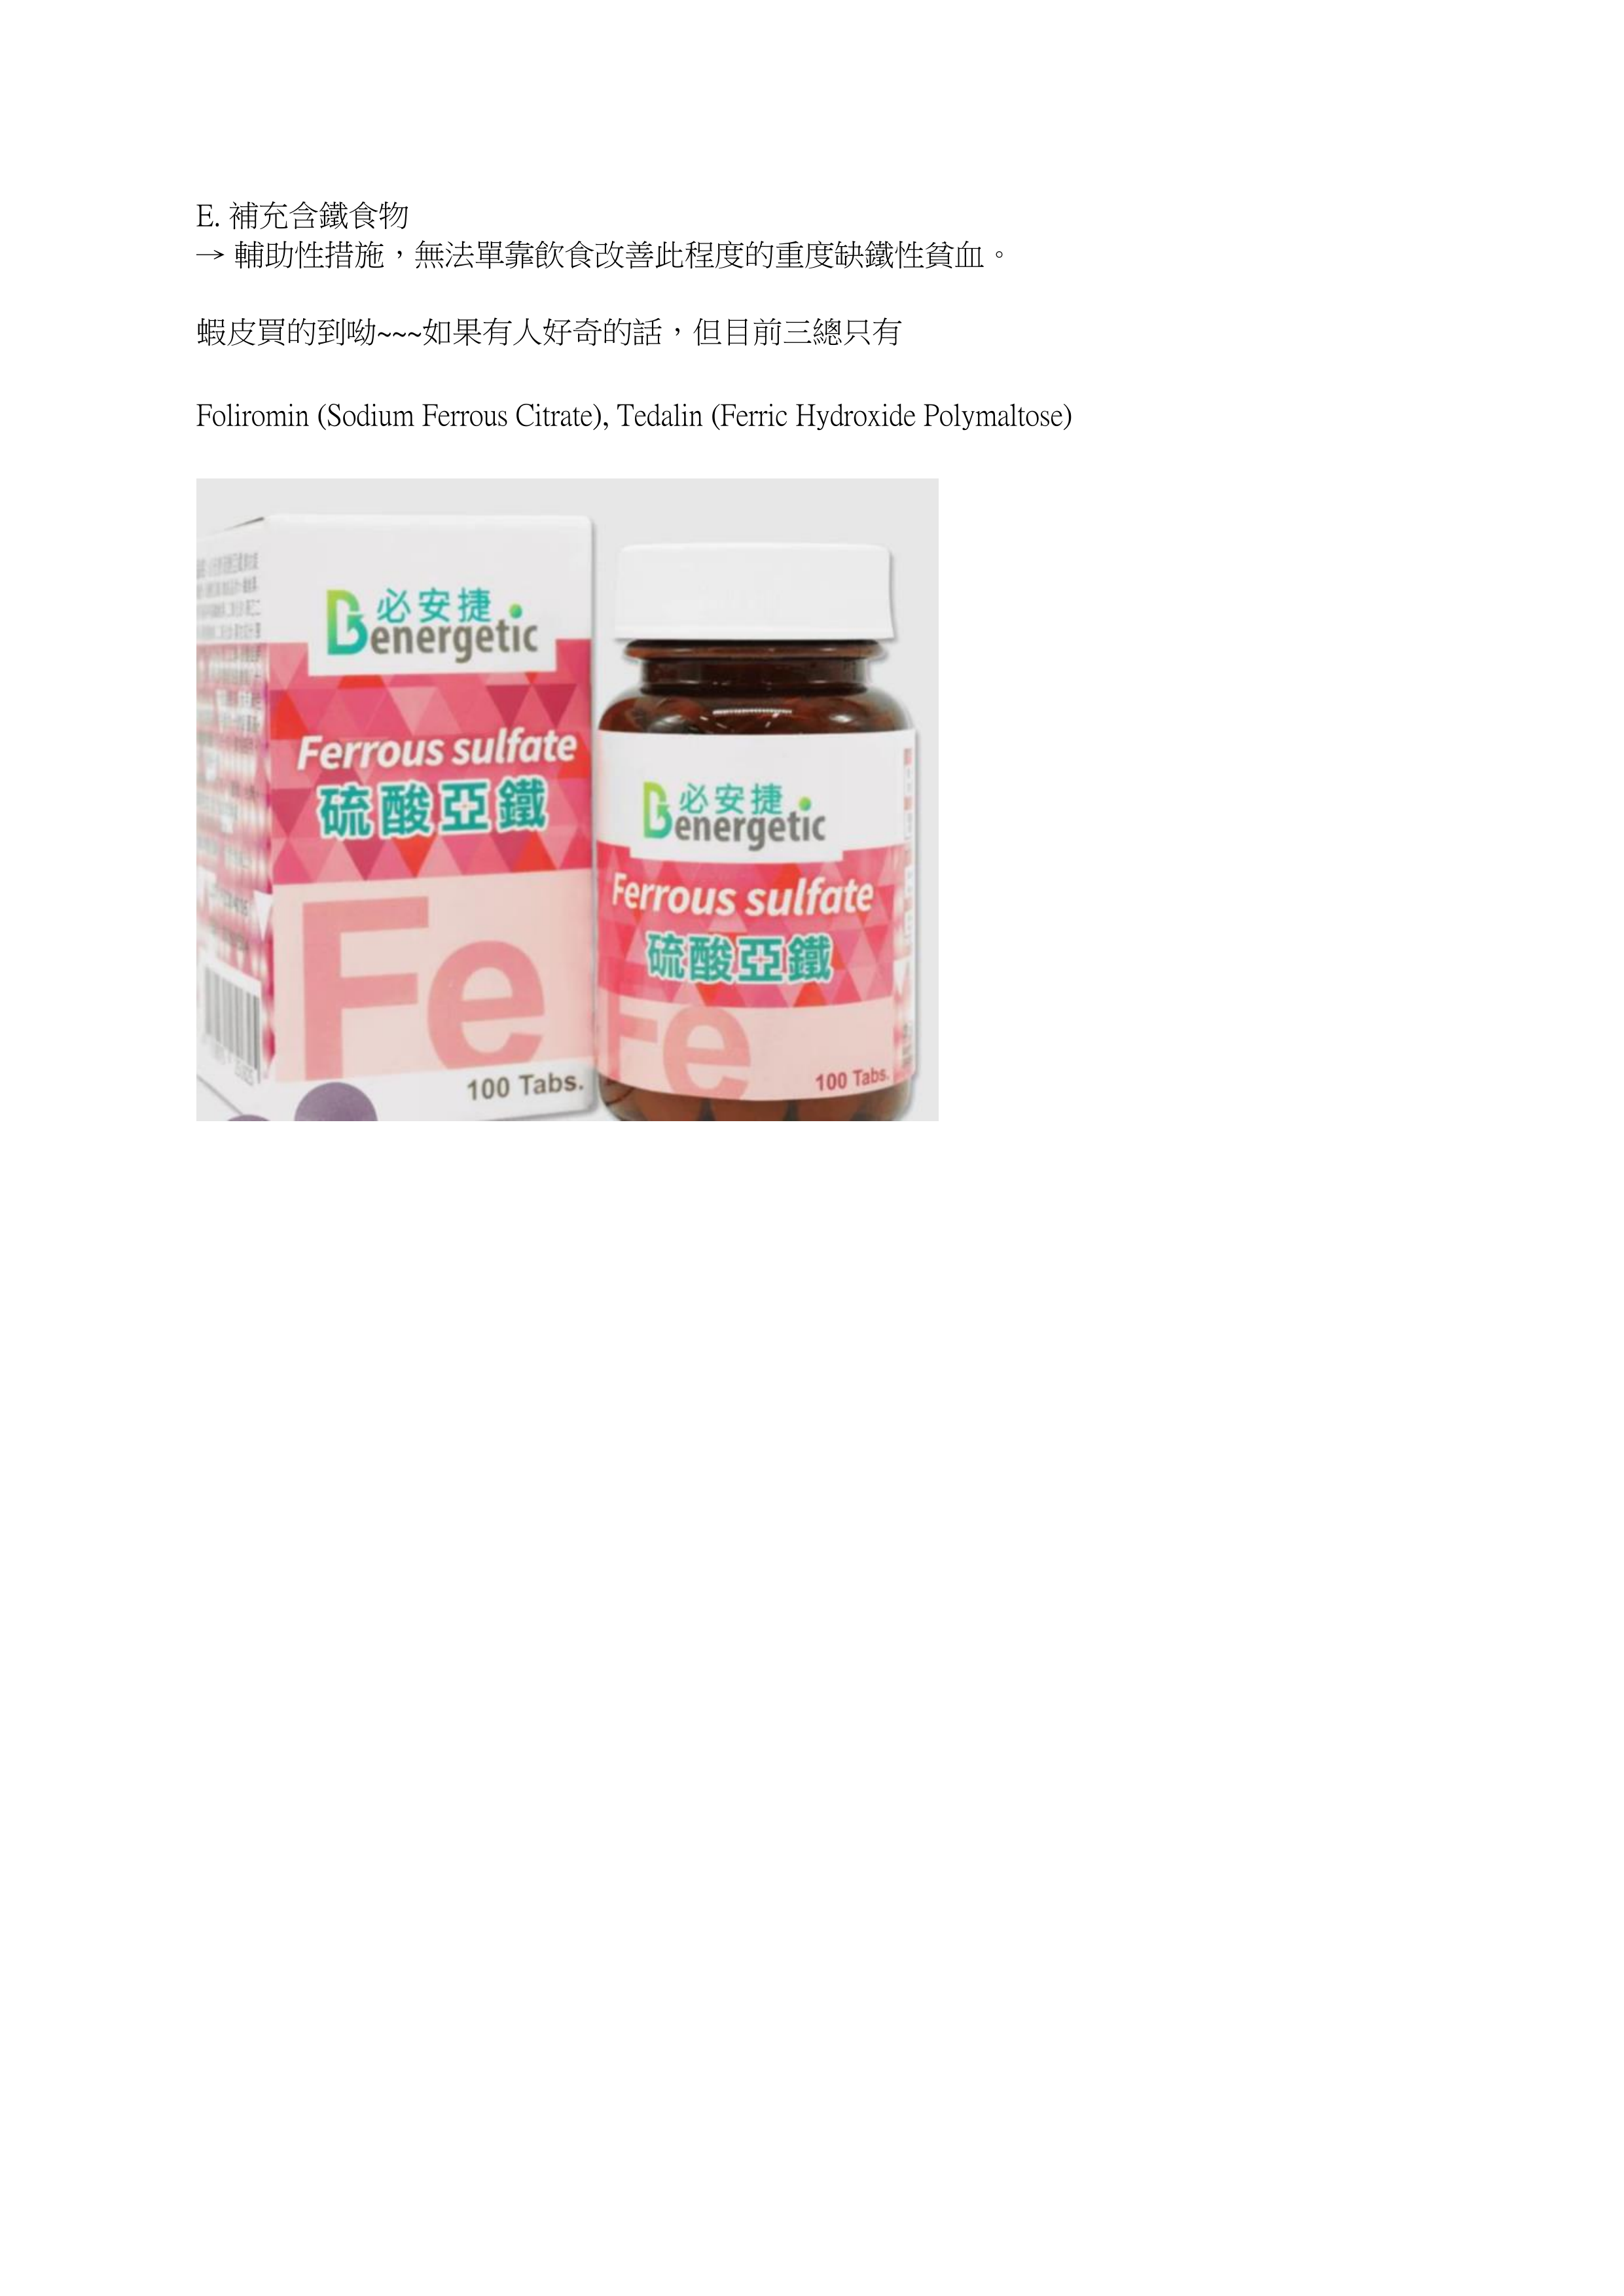 E. 補充含鐵食物
→ 輔助性措施，無法單靠飲食改善此程度的重度缺鐵性貧血。
蝦皮買的到呦~~~如果有人好奇的話，但目前三總只有
Foliromin (Sodium Ferrous Citrate), Tedalin (Ferric Hydroxide Polymaltose)
必安捷
Benergetic
Ferrous sulfate
硫酸亞鐵
Fe
100 Tabs.
必安捷
Benergetic
Ferrous sulfate
硫酸亞鐵
Fe
100 Tabs.